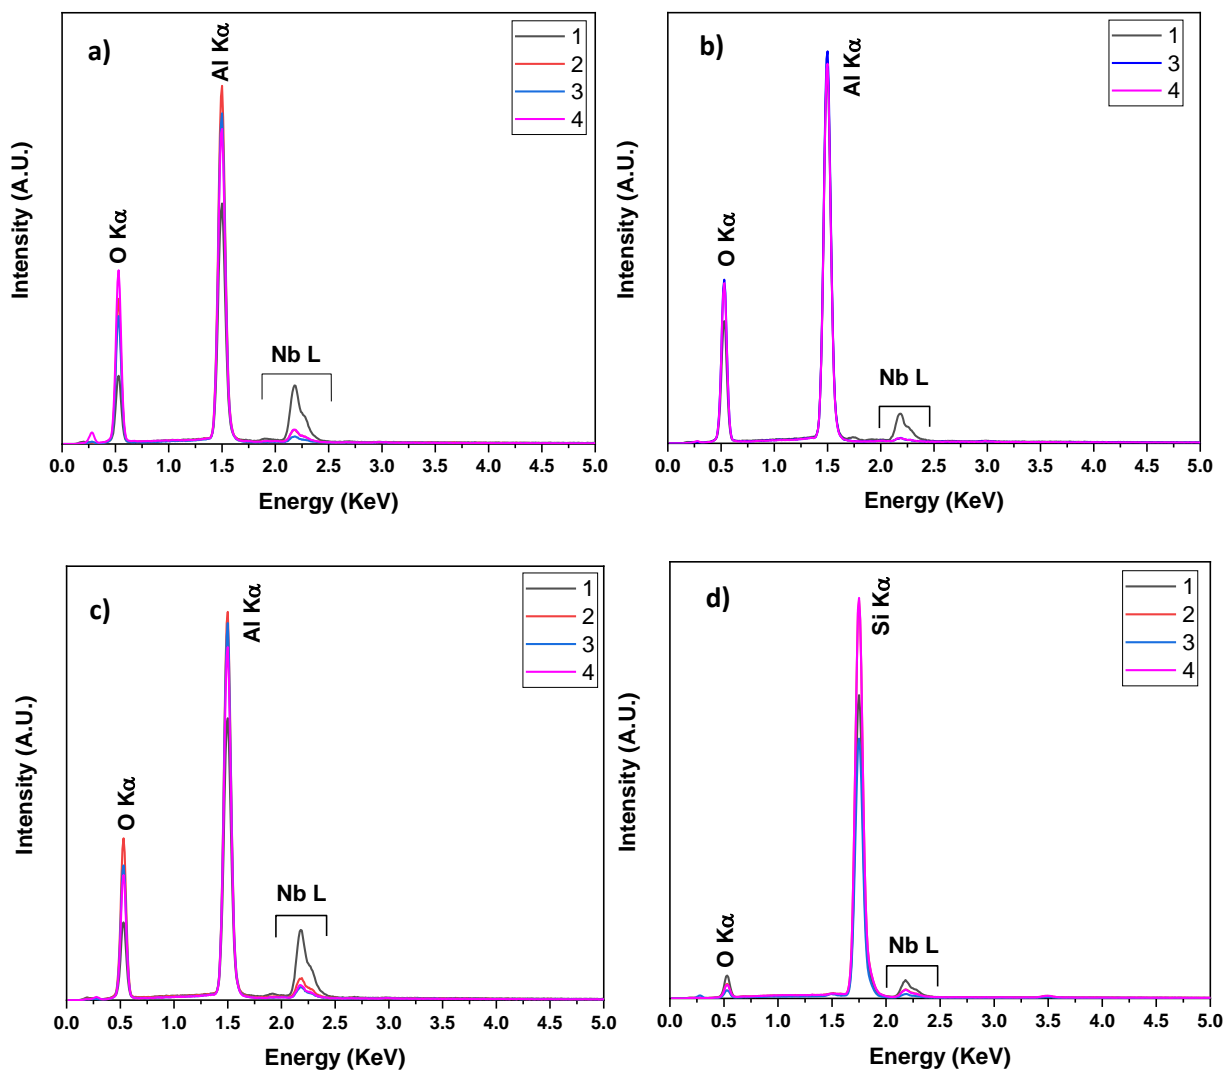 a)
Al Kα
O Kα
Nb L
1
2
3
4
Intensity (A.U.)
0.0 0.5 1.0 1.5 2.0 2.5 3.0 3.5 4.0 4.5 5.0
Energy (KeV)
b)
Al Kα
O Kα
Nb L
1
3
4
Intensity (A.U.)
0.0 0.5 1.0 1.5 2.0 2.5 3.0 3.5 4.0 4.5 5.0
Energy (KeV)
c)
Al Kα
O Kα
Nb L
1
2
3
4
Intensity (A.U.)
0.0 0.5 1.0 1.5 2.0 2.5 3.0 3.5 4.0 4.5 5.0
Energy (KeV)
d)
Si Kα
O Kα
Nb L
1
2
3
4
Intensity (A.U.)
0.0 0.5 1.0 1.5 2.0 2.5 3.0 3.5 4.0 4.5 5.0
Energy (KeV)